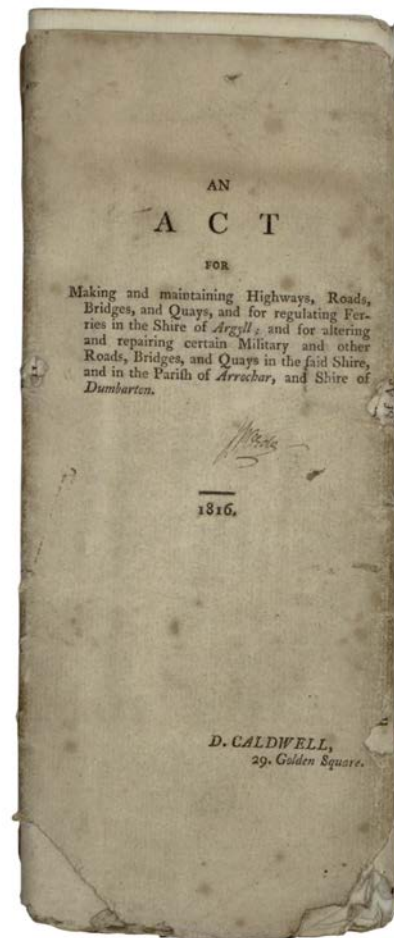 AN
ACT
FOR
Making and maintaining Highways, Roads,
Bridges, and Quays, and for regulating Fer-
ries in the Shire of Argyll; and for altering
and repairing certain Military and other
Roads, Bridges, and Quays in the ſaid Shire,
and in the Pariſh of Arrochar, and Shire of
Dumbarton.
1816.
D. CALDWELL,
29. Golden Square.